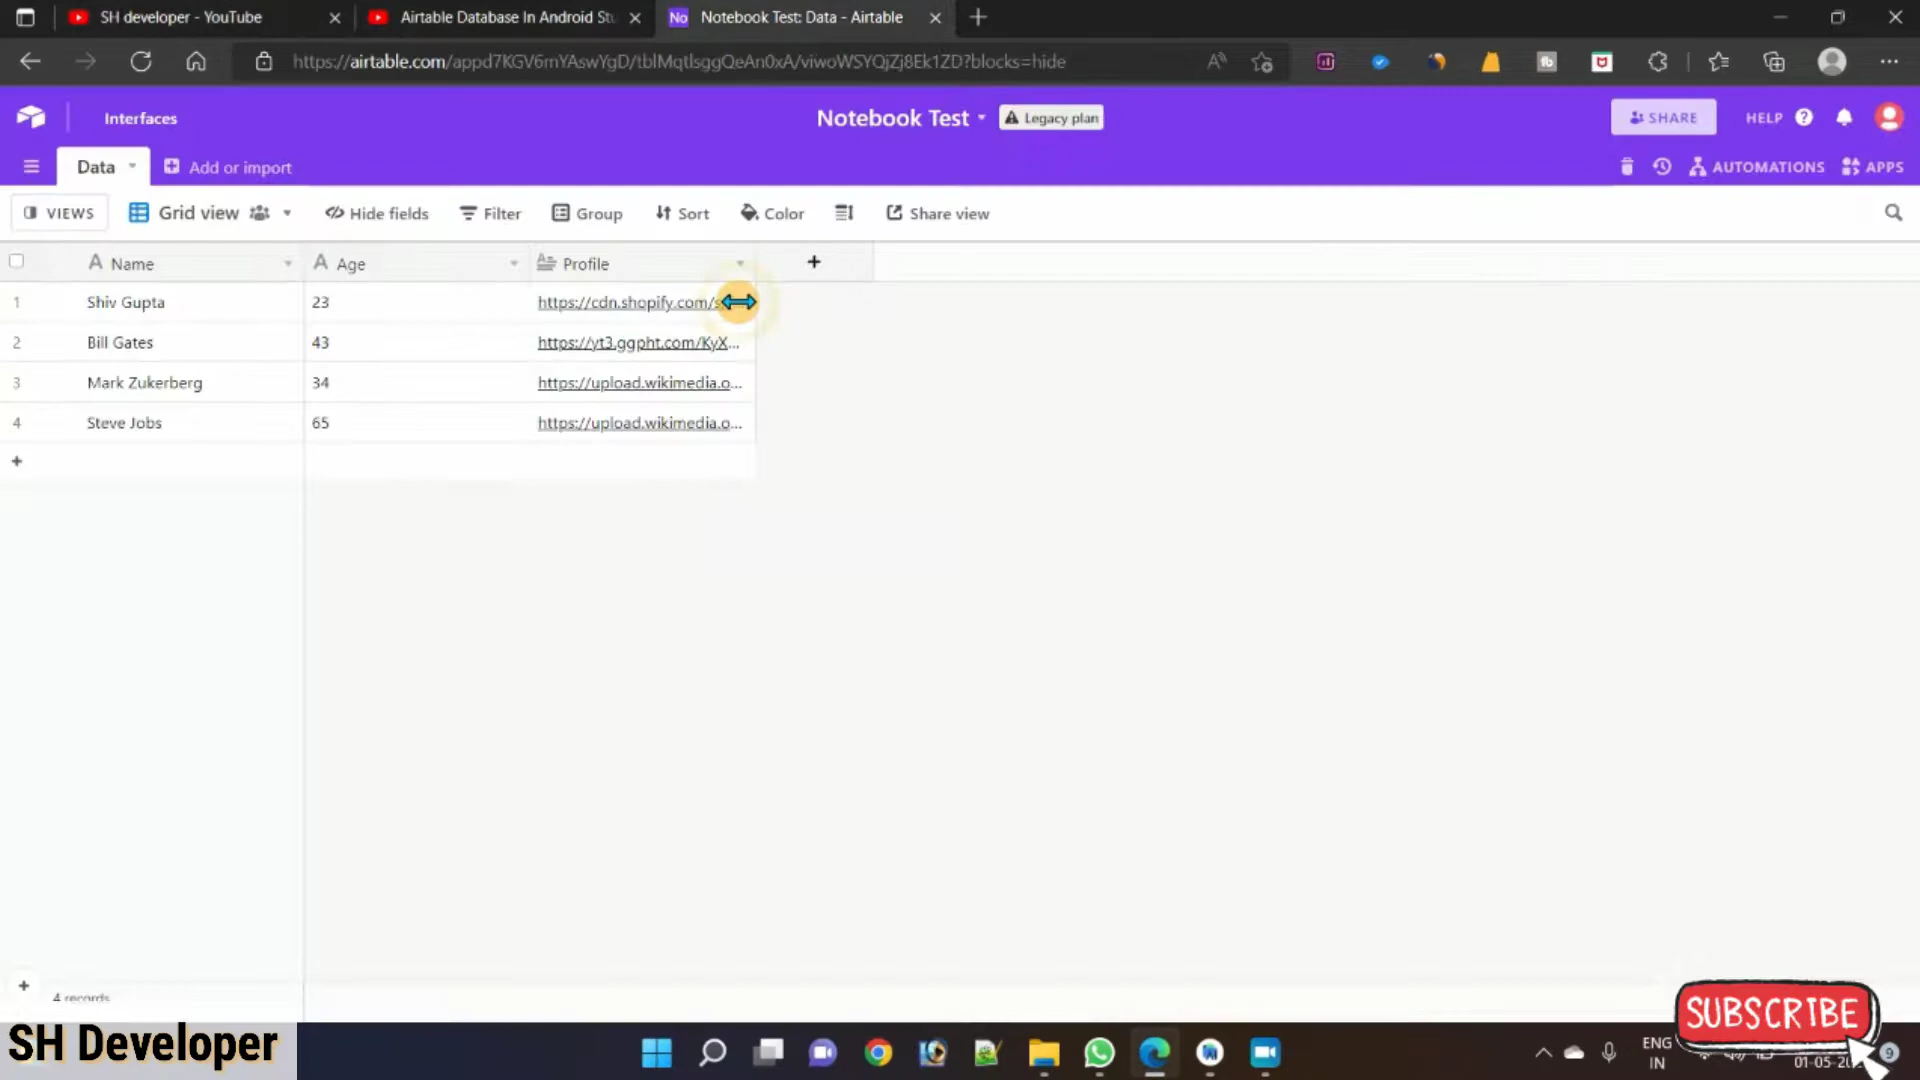 SH developer - YouTube
Airtable Database In Android Stu
No
Notebook Test: Data - Airtable
https://airtable.com/appd7KGV6mYAswYgD/tblMqtlsggQeAn0xA/viwoWSYQjZj8Ek1ZD?blocks=hide
Interfaces
Notebook Test
Legacy plan
SHARE
HELP
Data
Add or import
AUTOMATIONS
APPS
VIEWS
Grid view
Hide fields
Filter
Group
Sort
Color
Share view
Name
Age
Profile
1
Shiv Gupta
23
https://cdn.shopify.com/s
2
Bill Gates
43
https://yt3.ggpht.com/KyX...
3
Mark Zukerberg
34
https://upload.wikimedia.o...
4
Steve Jobs
65
https://upload.wikimedia.o...
4 records
SH Developer
SUBSCRIBE
ENG
IN
9